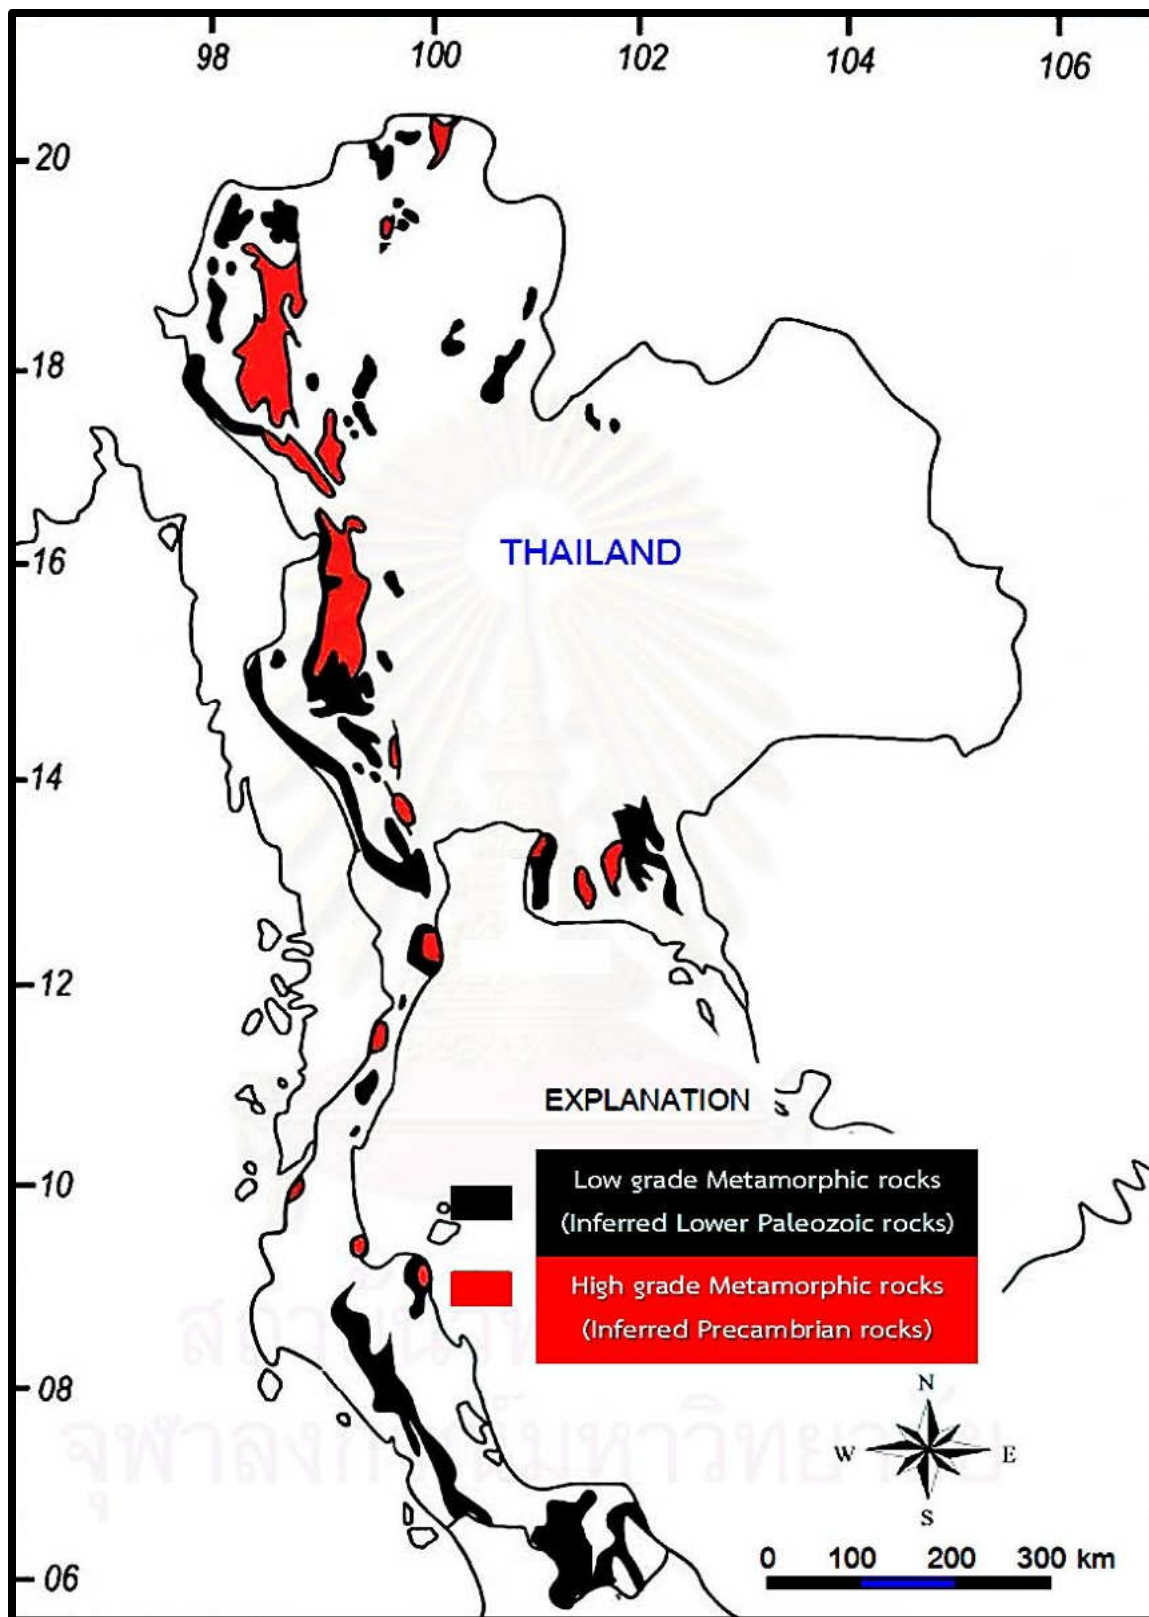 98 100 102 104 106
20
18
THAILAND
16
14
12
EXPLANATION
10
Low grade Metamorphic rocks
(Inferred Lower Paleozoic rocks)
High grade Metamorphic rocks
(Inferred Precambrian rocks)
08
N
W E
S
0 100 200 300 km
06